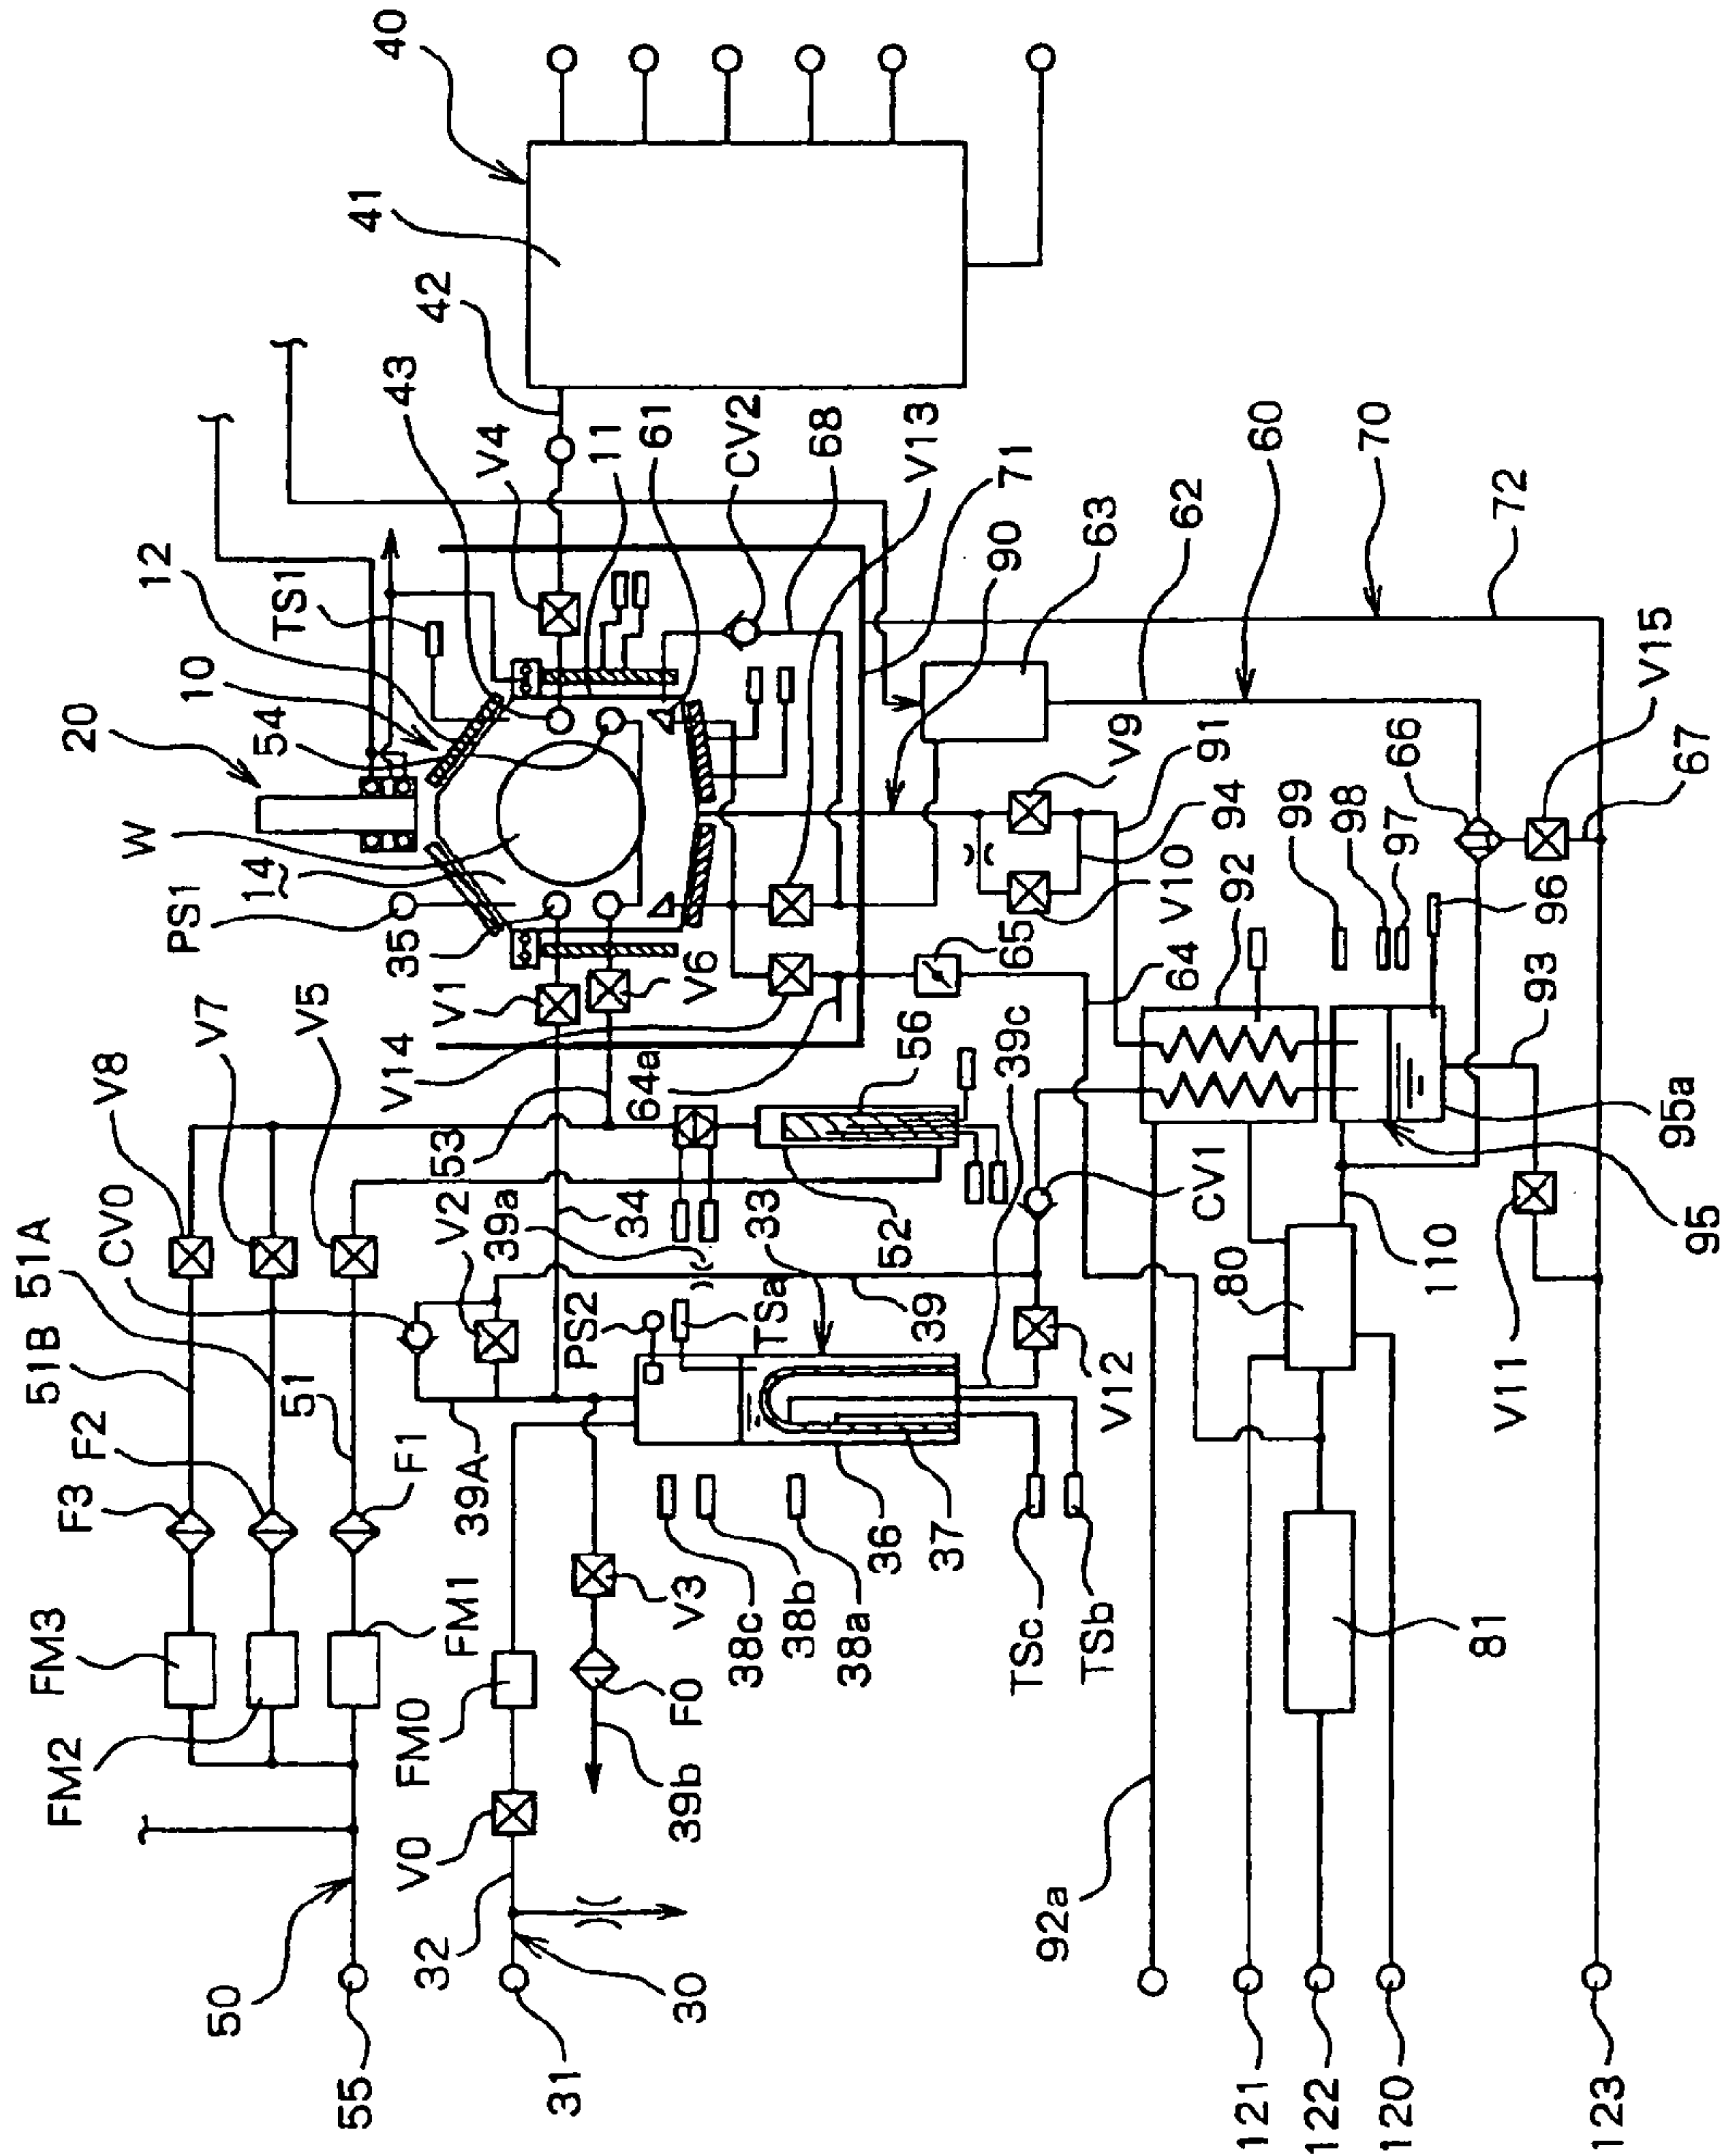 40
41
42
43
12
TS1
10
20
54
W
14
PS1
35
V4
11
61
CV2
68
V13
71
90
63
60
62
70
72
V15
67
66
V9
91
94
99
98
97
96
V10
92
64
65
93
V1
V6
V14
64a
56
39c
53
34
39a
33
52
CV1
95a
95
V8
V7
V5
CV0
51A
51B
V2
PS2
TSa
39
V12
80
110
V11
51
F1
F2
F3
39A
36
37
38a
38b
38c
TSc
TSb
81
FM3
FM2
FM1
FM0
V3
F0
39b
V0
32
30
50
55
31
92a
121
122
120
123